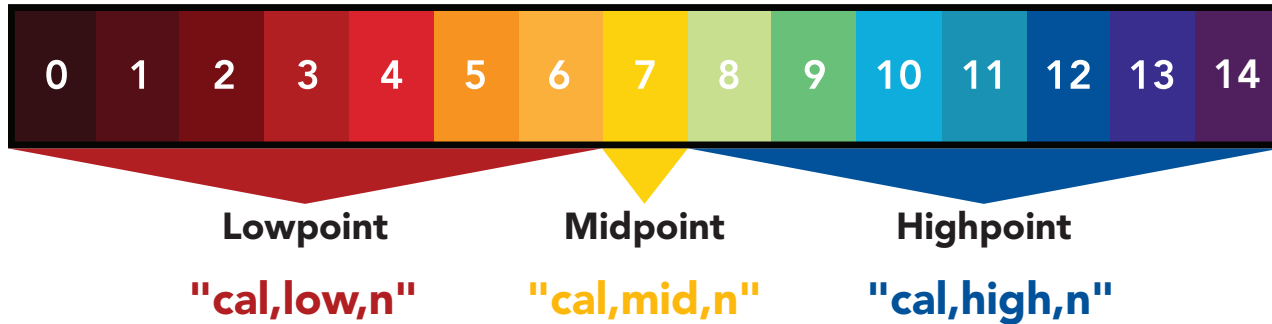 0 1 2 3 4 5 6 7 8 9 10 11 12 13 14
Lowpoint Midpoint Highpoint
"cal,low,n" "cal,mid,n" "cal,high,n"